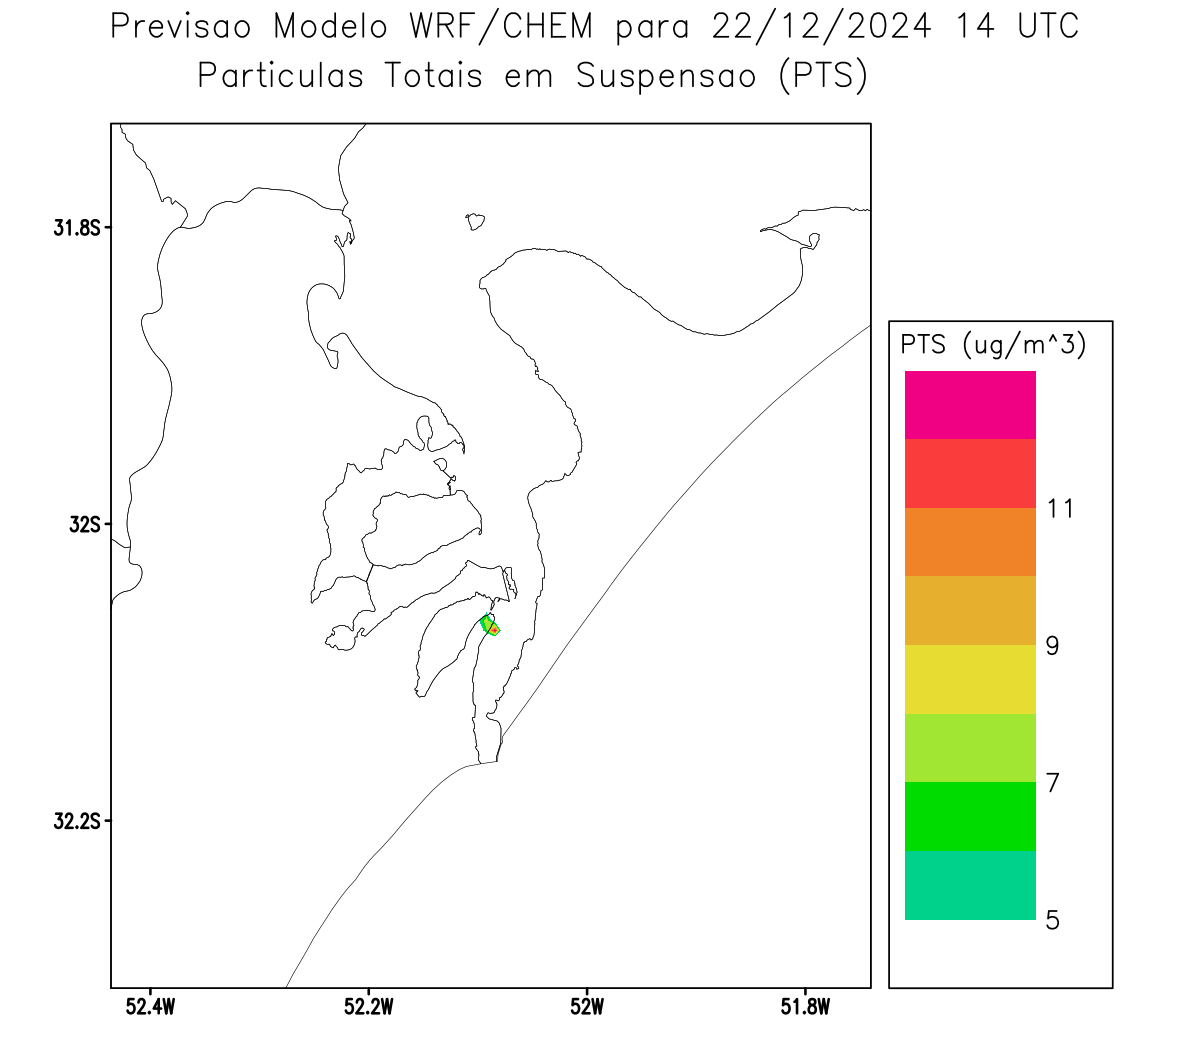 Previsao Modelo WRF/CHEM para 22/12/2024 14 UTC
Particulas Totais em Suspensao (PTS)
31.8S
32S
32.2S
52.4W 52.2W 52W 51.8W
PTS (ug/m^3)
11
9
7
5